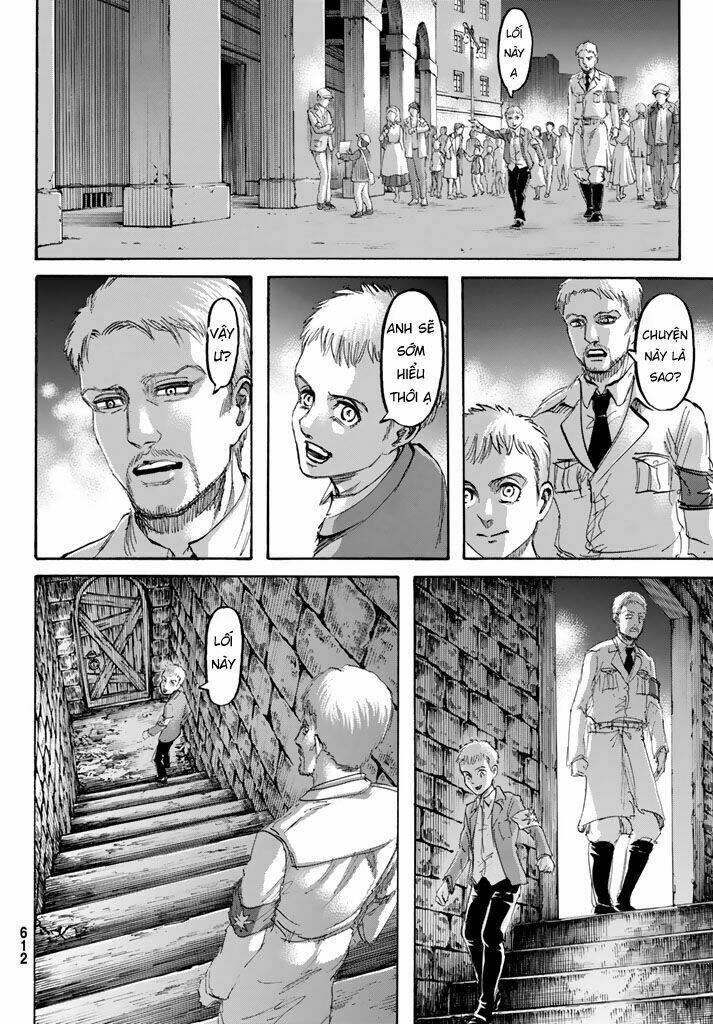 LỐI
NÀY
Ạ
CHUYỆN
NÀY LÀ
SAO?
ANH SẼ
SỚM
HIỂU
THÔI Ạ
VẬY
Ư?
LỐI
NÀY
612